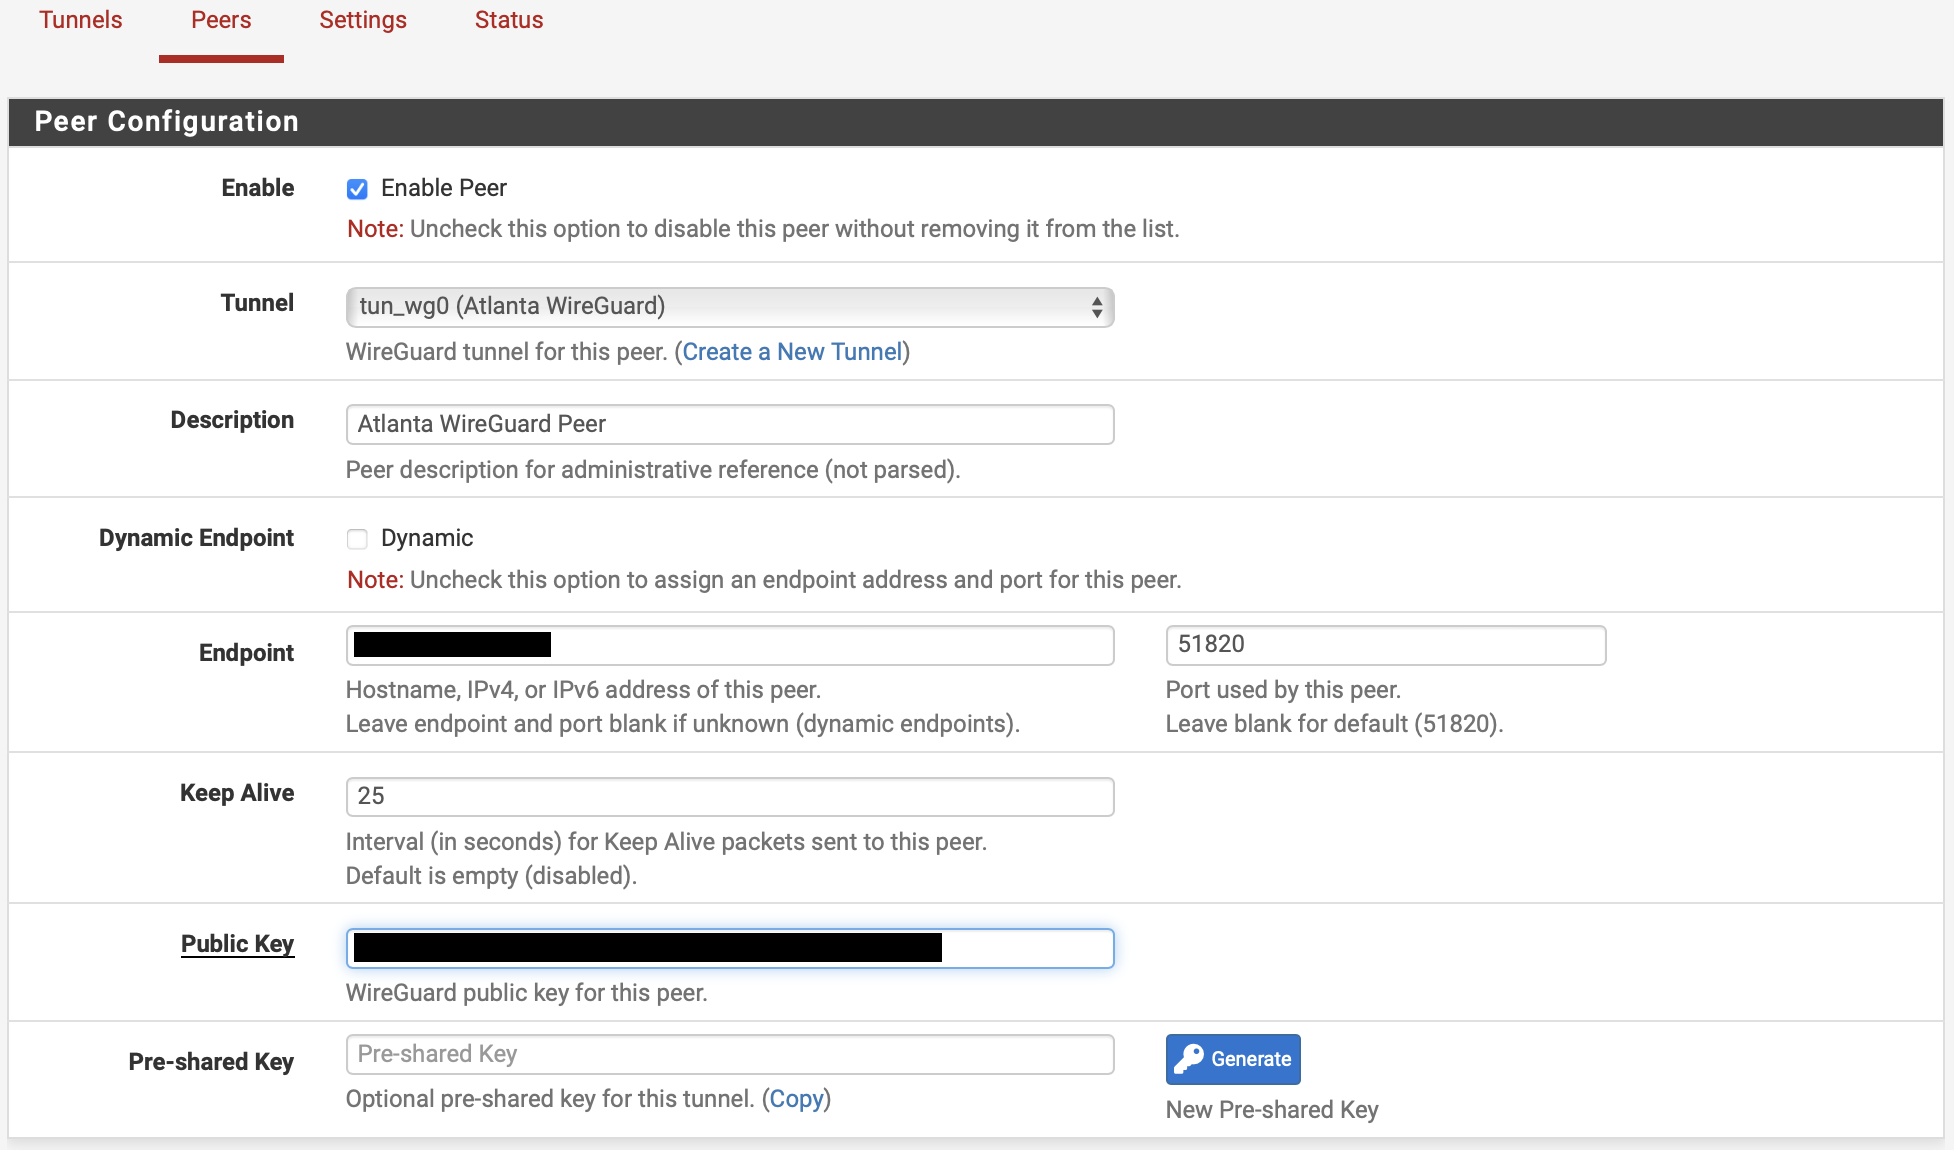 Tunnels Peers Settings Status
Peer Configuration
Enable Enable Peer
Note: Uncheck this option to disable this peer without removing it from the list.
Tunnel tun_wg0 (Atlanta WireGuard)
WireGuard tunnel for this peer. (Create a New Tunnel)
Description Atlanta WireGuard Peer
Peer description for administrative reference (not parsed).
Dynamic Endpoint Dynamic
Note: Uncheck this option to assign an endpoint address and port for this peer.
Endpoint 51820
Hostname, IPv4, or IPv6 address of this peer. Port used by this peer.
Leave endpoint and port blank if unknown (dynamic endpoints). Leave blank for default (51820).
Keep Alive 25
Interval (in seconds) for Keep Alive packets sent to this peer.
Default is empty (disabled).
Public Key
WireGuard public key for this peer.
Pre-shared Key Pre-shared Key Generate
Optional pre-shared key for this tunnel. (Copy) New Pre-shared Key